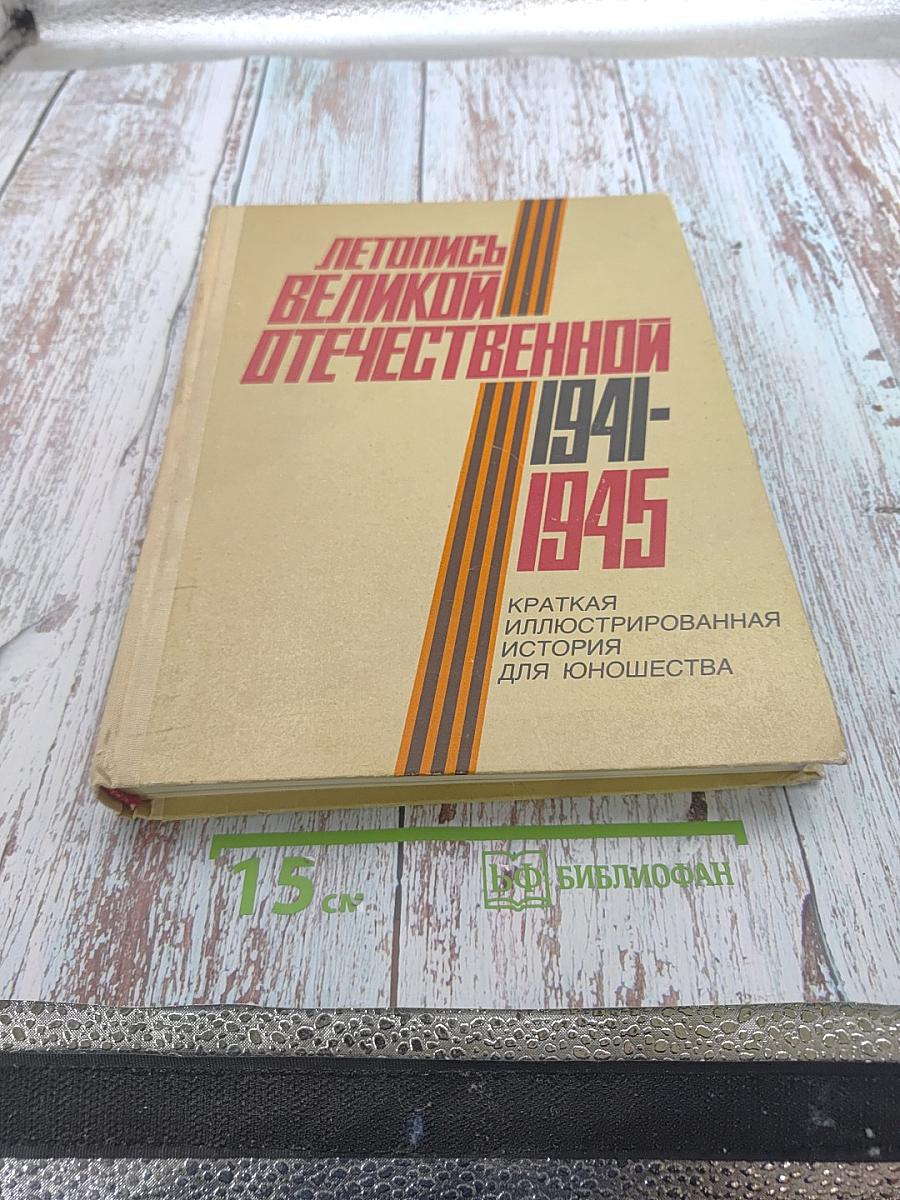 ЛЕТОПИСЬ
ВЕЛИКОЙ
ОТЕЧЕСТВЕННОЙ
1941-
1945
КРАТКАЯ
ИЛЛЮСТРИРОВАННАЯ
ИСТОРИЯ
ДЛЯ ЮНОШЕСТВА
15 см
БФ БИБЛИОФАН